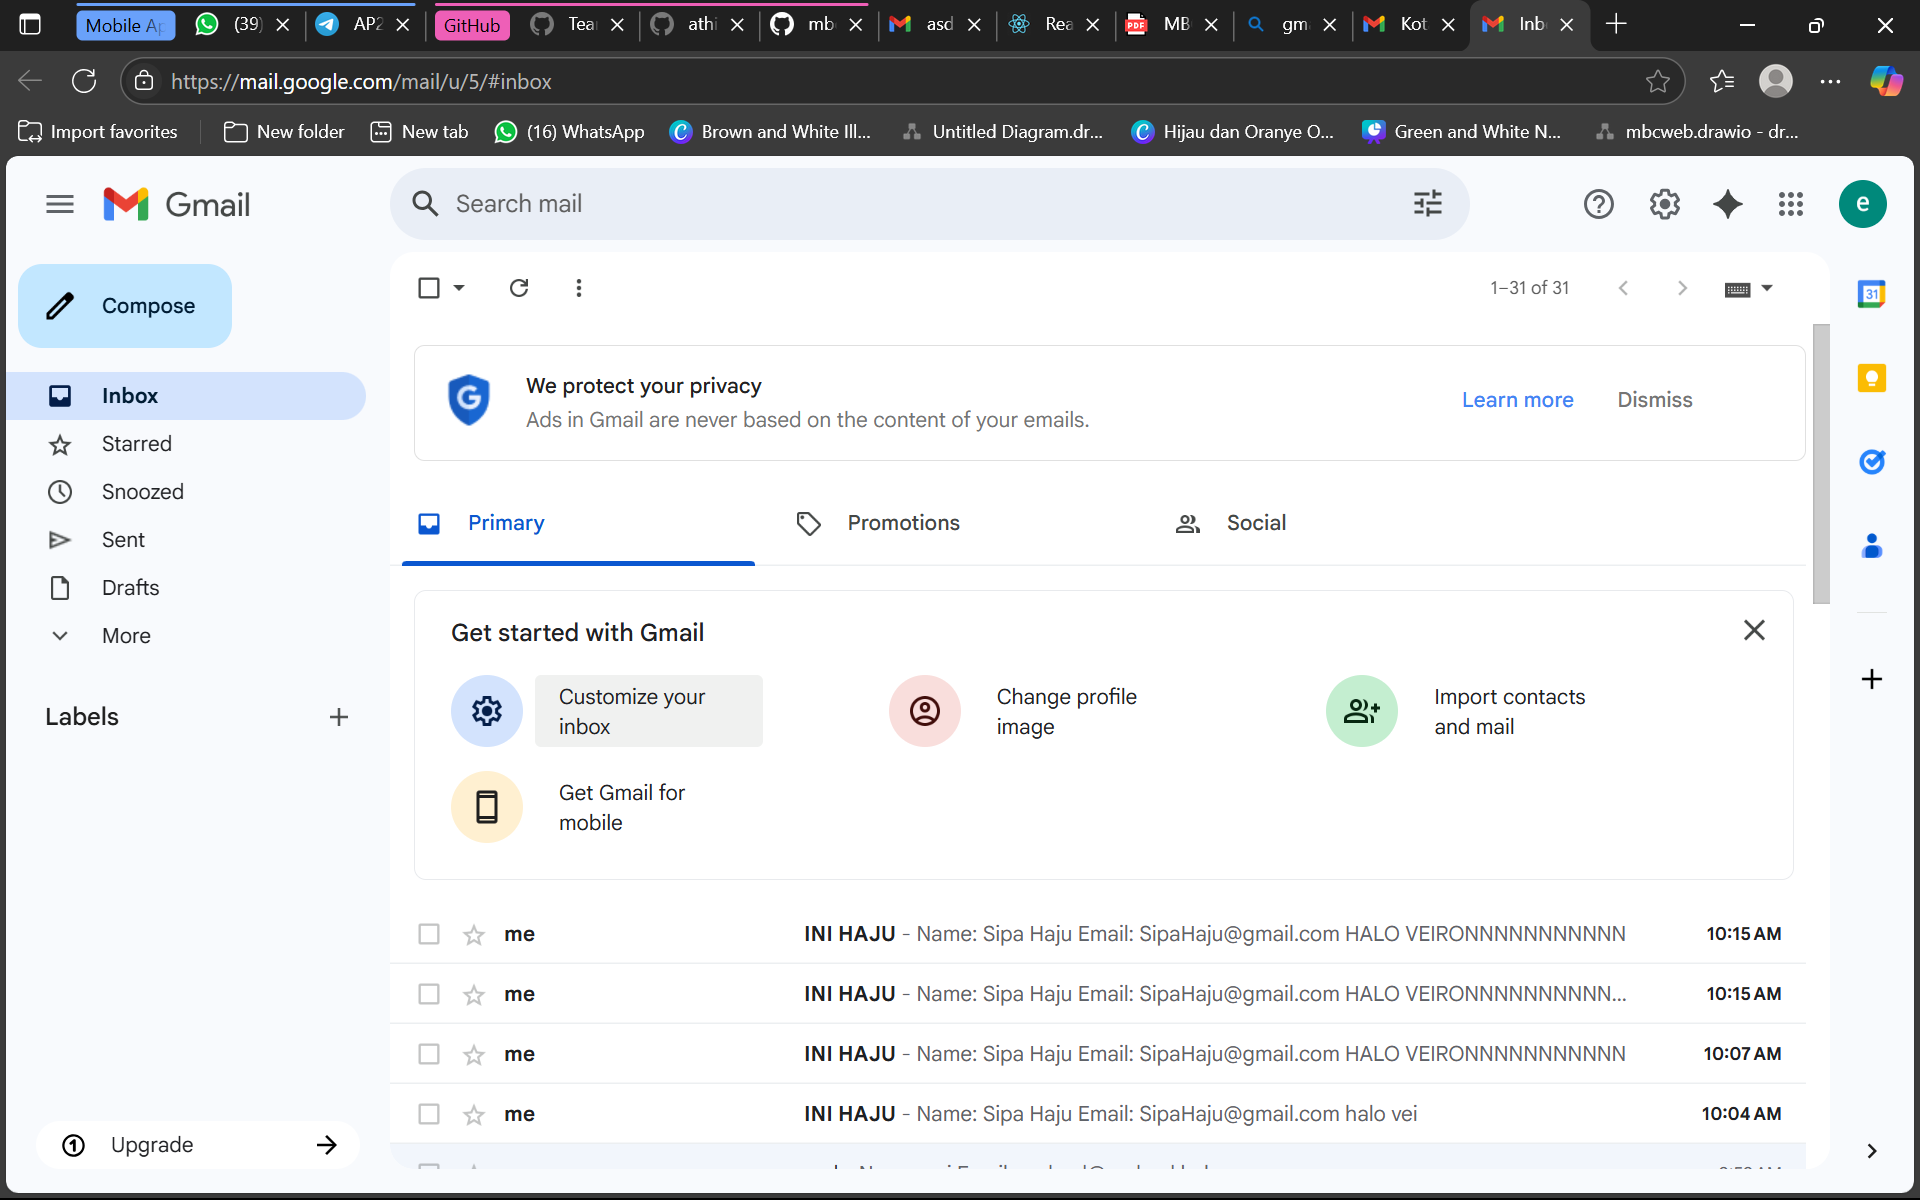 Mobile Ap
(39)
AP2
GitHub
Tear
athi
mb
asd
Rea
MB
gm
Kot
Inb
https://mail.google.com/mail/u/5/#inbox
Import favorites
New folder
New tab
(16) WhatsApp
Brown and White Ill...
Untitled Diagram.dr...
Hijau dan Oranye O...
Green and White N...
mbcweb.drawio - dr...
Gmail
Search mail
e
Compose
1–31 of 31
31
Inbox
Starred
Snoozed
Sent
Drafts
More
Labels
Upgrade
We protect your privacy
Ads in Gmail are never based on the content of your emails.
Learn more
Dismiss
Primary
Promotions
Social
Get started with Gmail
Customize your
inbox
Change profile
image
Import contacts
and mail
Get Gmail for
mobile
me INI HAJU - Name: Sipa Haju Email: SipaHaju@gmail.com HALO VEIRONNNNNNNNNNN 10:15 AM
me INI HAJU - Name: Sipa Haju Email: SipaHaju@gmail.com HALO VEIRONNNNNNNNNN... 10:15 AM
me INI HAJU - Name: Sipa Haju Email: SipaHaju@gmail.com HALO VEIRONNNNNNNNNNN 10:07 AM
me INI HAJU - Name: Sipa Haju Email: SipaHaju@gmail.com halo vei 10:04 AM